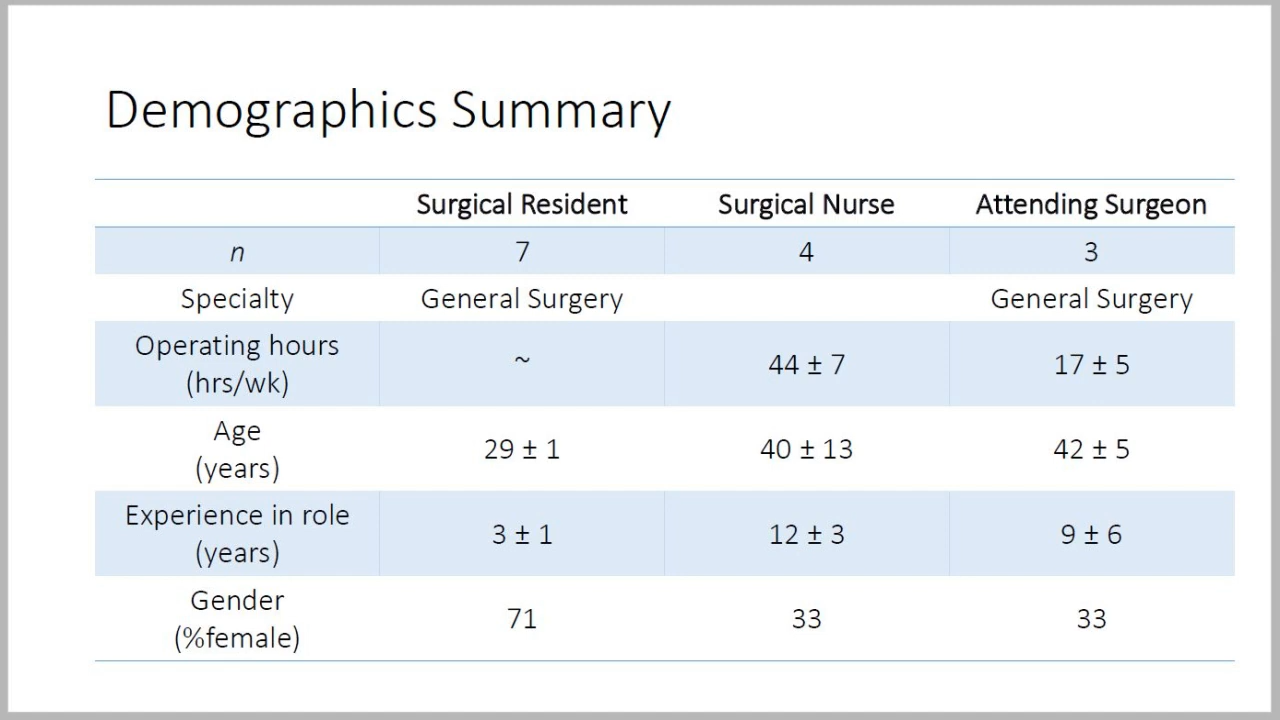 Demographics Summary
Surgical Resident Surgical Nurse Attending Surgeon
n 7 4 3
Specialty General Surgery General Surgery
Operating hours
(hrs/wk) ~ 44 ± 7 17 ± 5
Age
(years) 29 ± 1 40 ± 13 42 ± 5
Experience in role
(years) 3 ± 1 12 ± 3 9 ± 6
Gender
(%female) 71 33 33